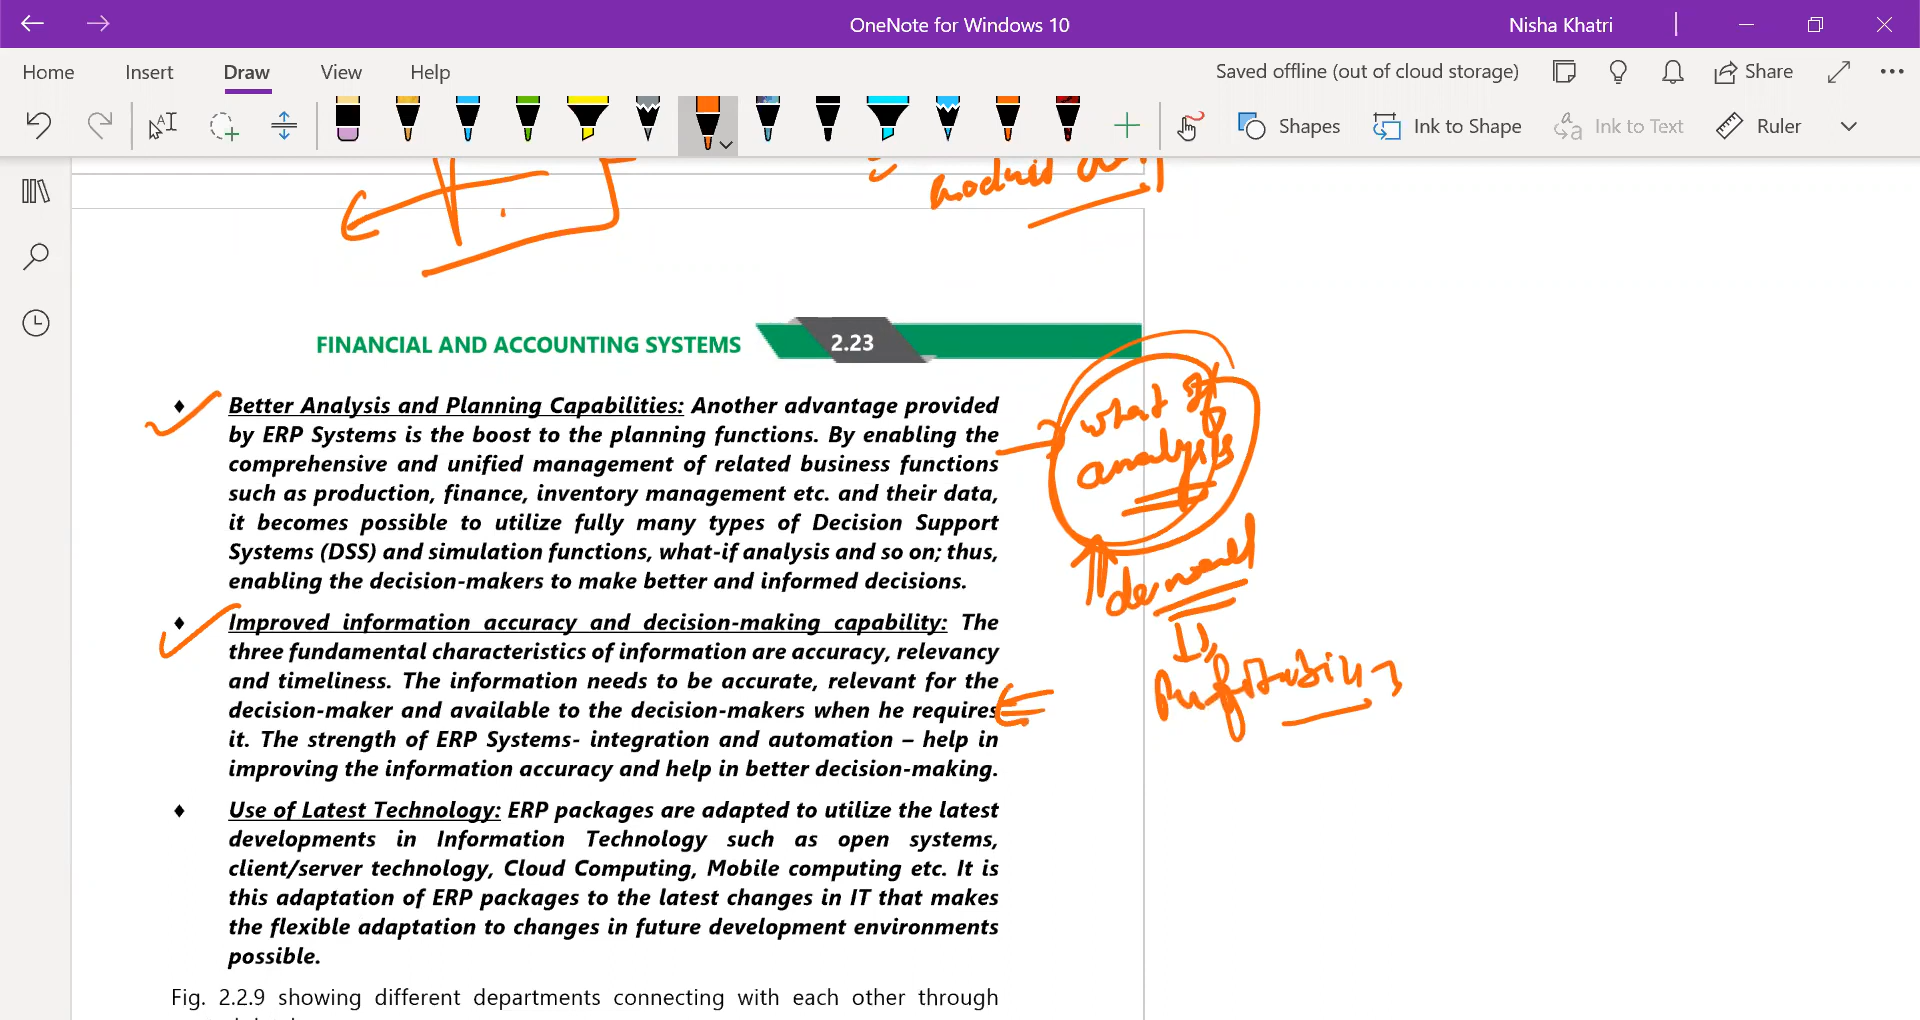 OneNote for Windows 10
Nisha Khatri
Home Insert Draw View Help
Saved offline (out of cloud storage) Share
Shapes Ink to Shape Ink to Text Ruler
FINANCIAL AND ACCOUNTING SYSTEMS 2.23
♦ Better Analysis and Planning Capabilities: Another advantage provided
by ERP Systems is the boost to the planning functions. By enabling the
comprehensive and unified management of related business functions
such as production, finance, inventory management etc. and their data,
it becomes possible to utilize fully many types of Decision Support
Systems (DSS) and simulation functions, what-if analysis and so on; thus,
enabling the decision-makers to make better and informed decisions.
what if
analysis
demand
♦ Improved information accuracy and decision-making capability: The
three fundamental characteristics of information are accuracy, relevancy
and timeliness. The information needs to be accurate, relevant for the
decision-maker and available to the decision-makers when he requires
it. The strength of ERP Systems- integration and automation – help in
improving the information accuracy and help in better decision-making.
♦ Use of Latest Technology: ERP packages are adapted to utilize the latest
developments in Information Technology such as open systems,
client/server technology, Cloud Computing, Mobile computing etc. It is
this adaptation of ERP packages to the latest changes in IT that makes
the flexible adaptation to changes in future development environments
possible.
Fig. 2.2.9 showing different departments connecting with each other through